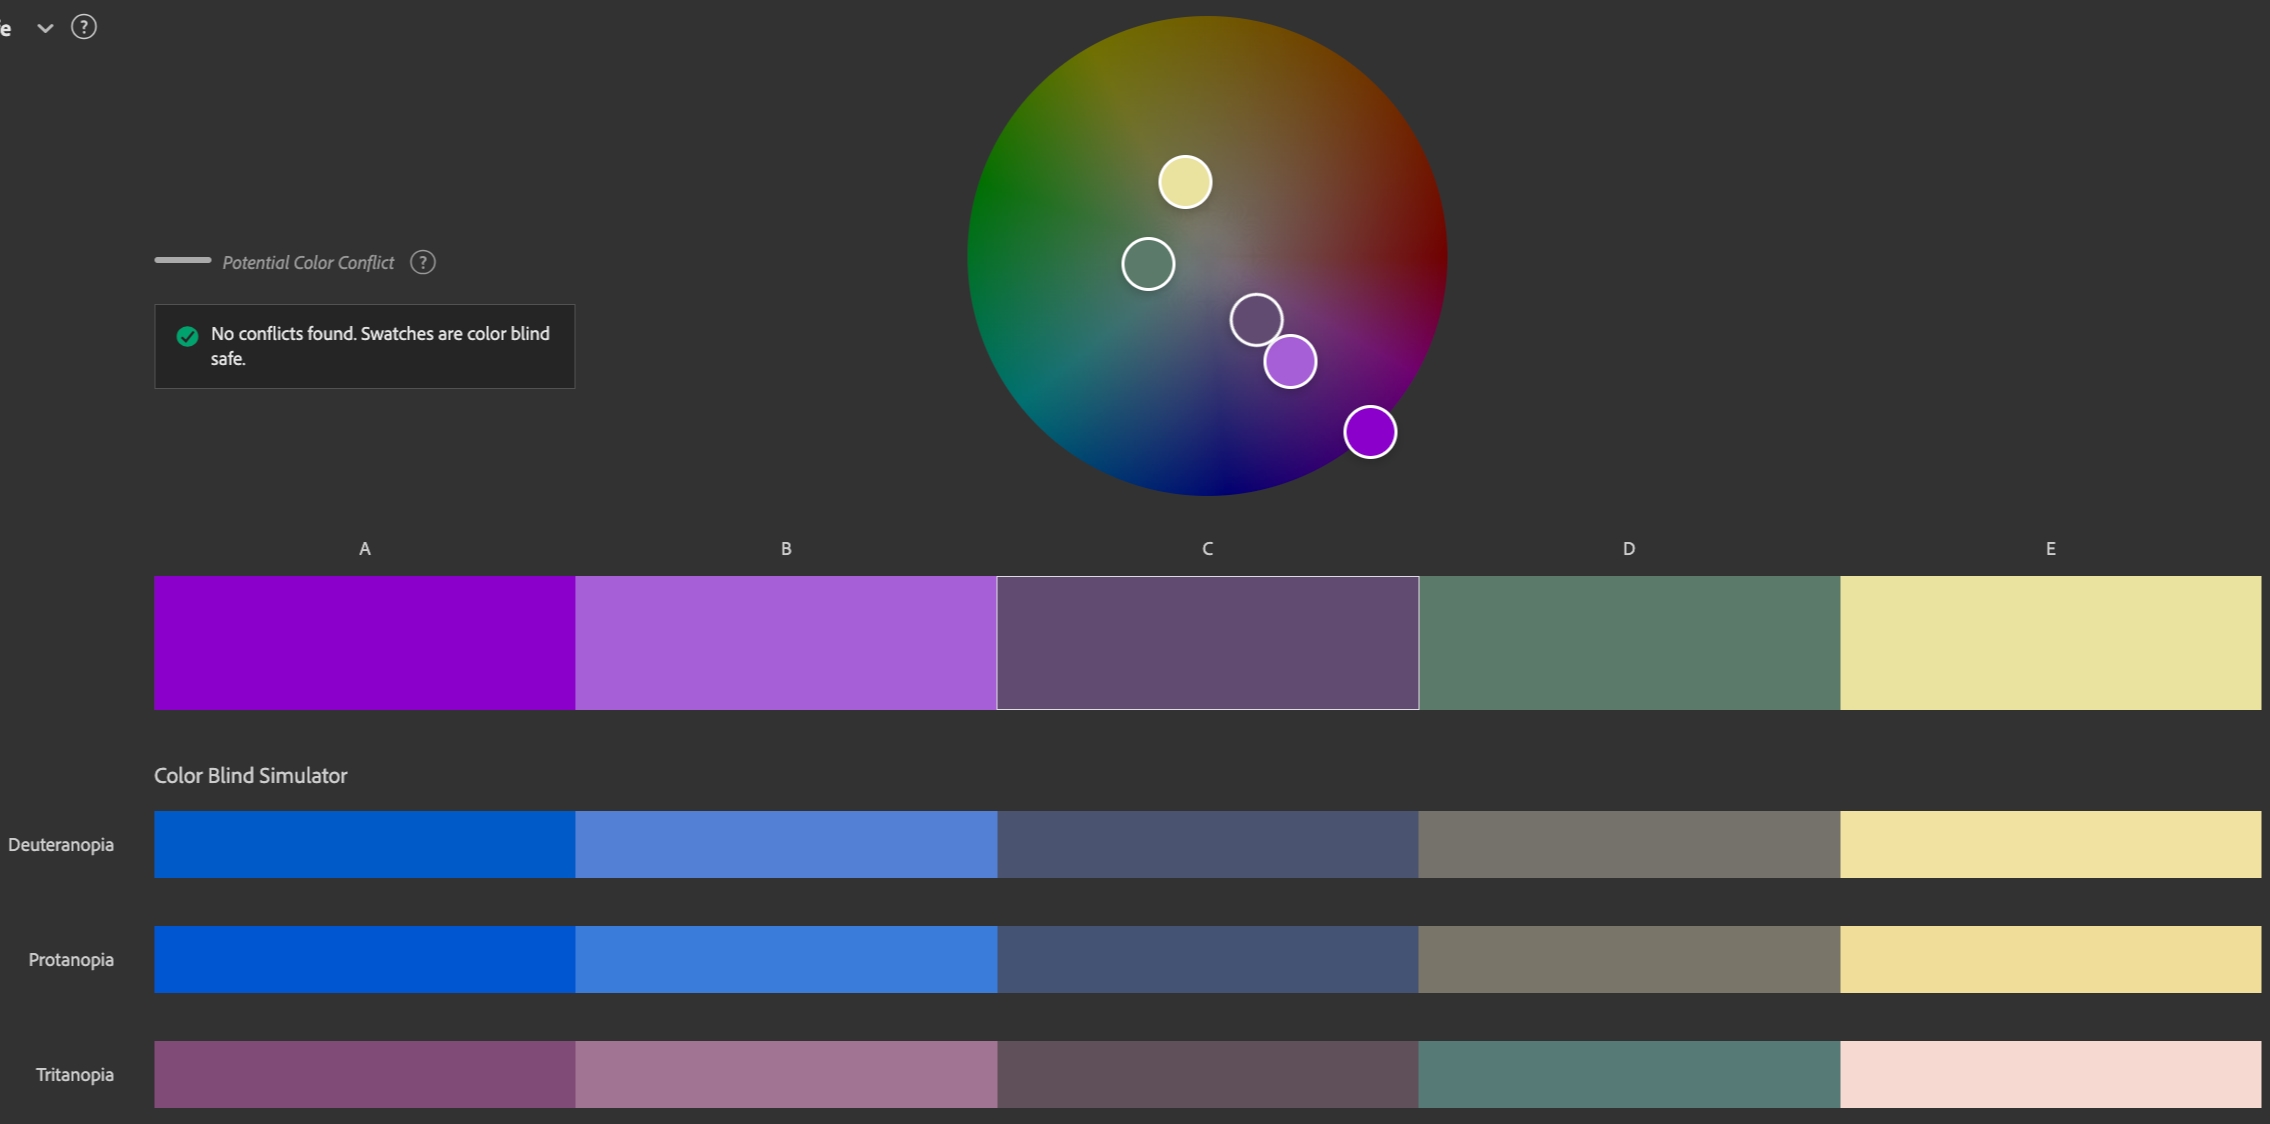 e
Potential Color Conflict ?
No conflicts found. Swatches are color blind
safe.
A B C D E
Color Blind Simulator
Deuteranopia
Protanopia
Tritanopia